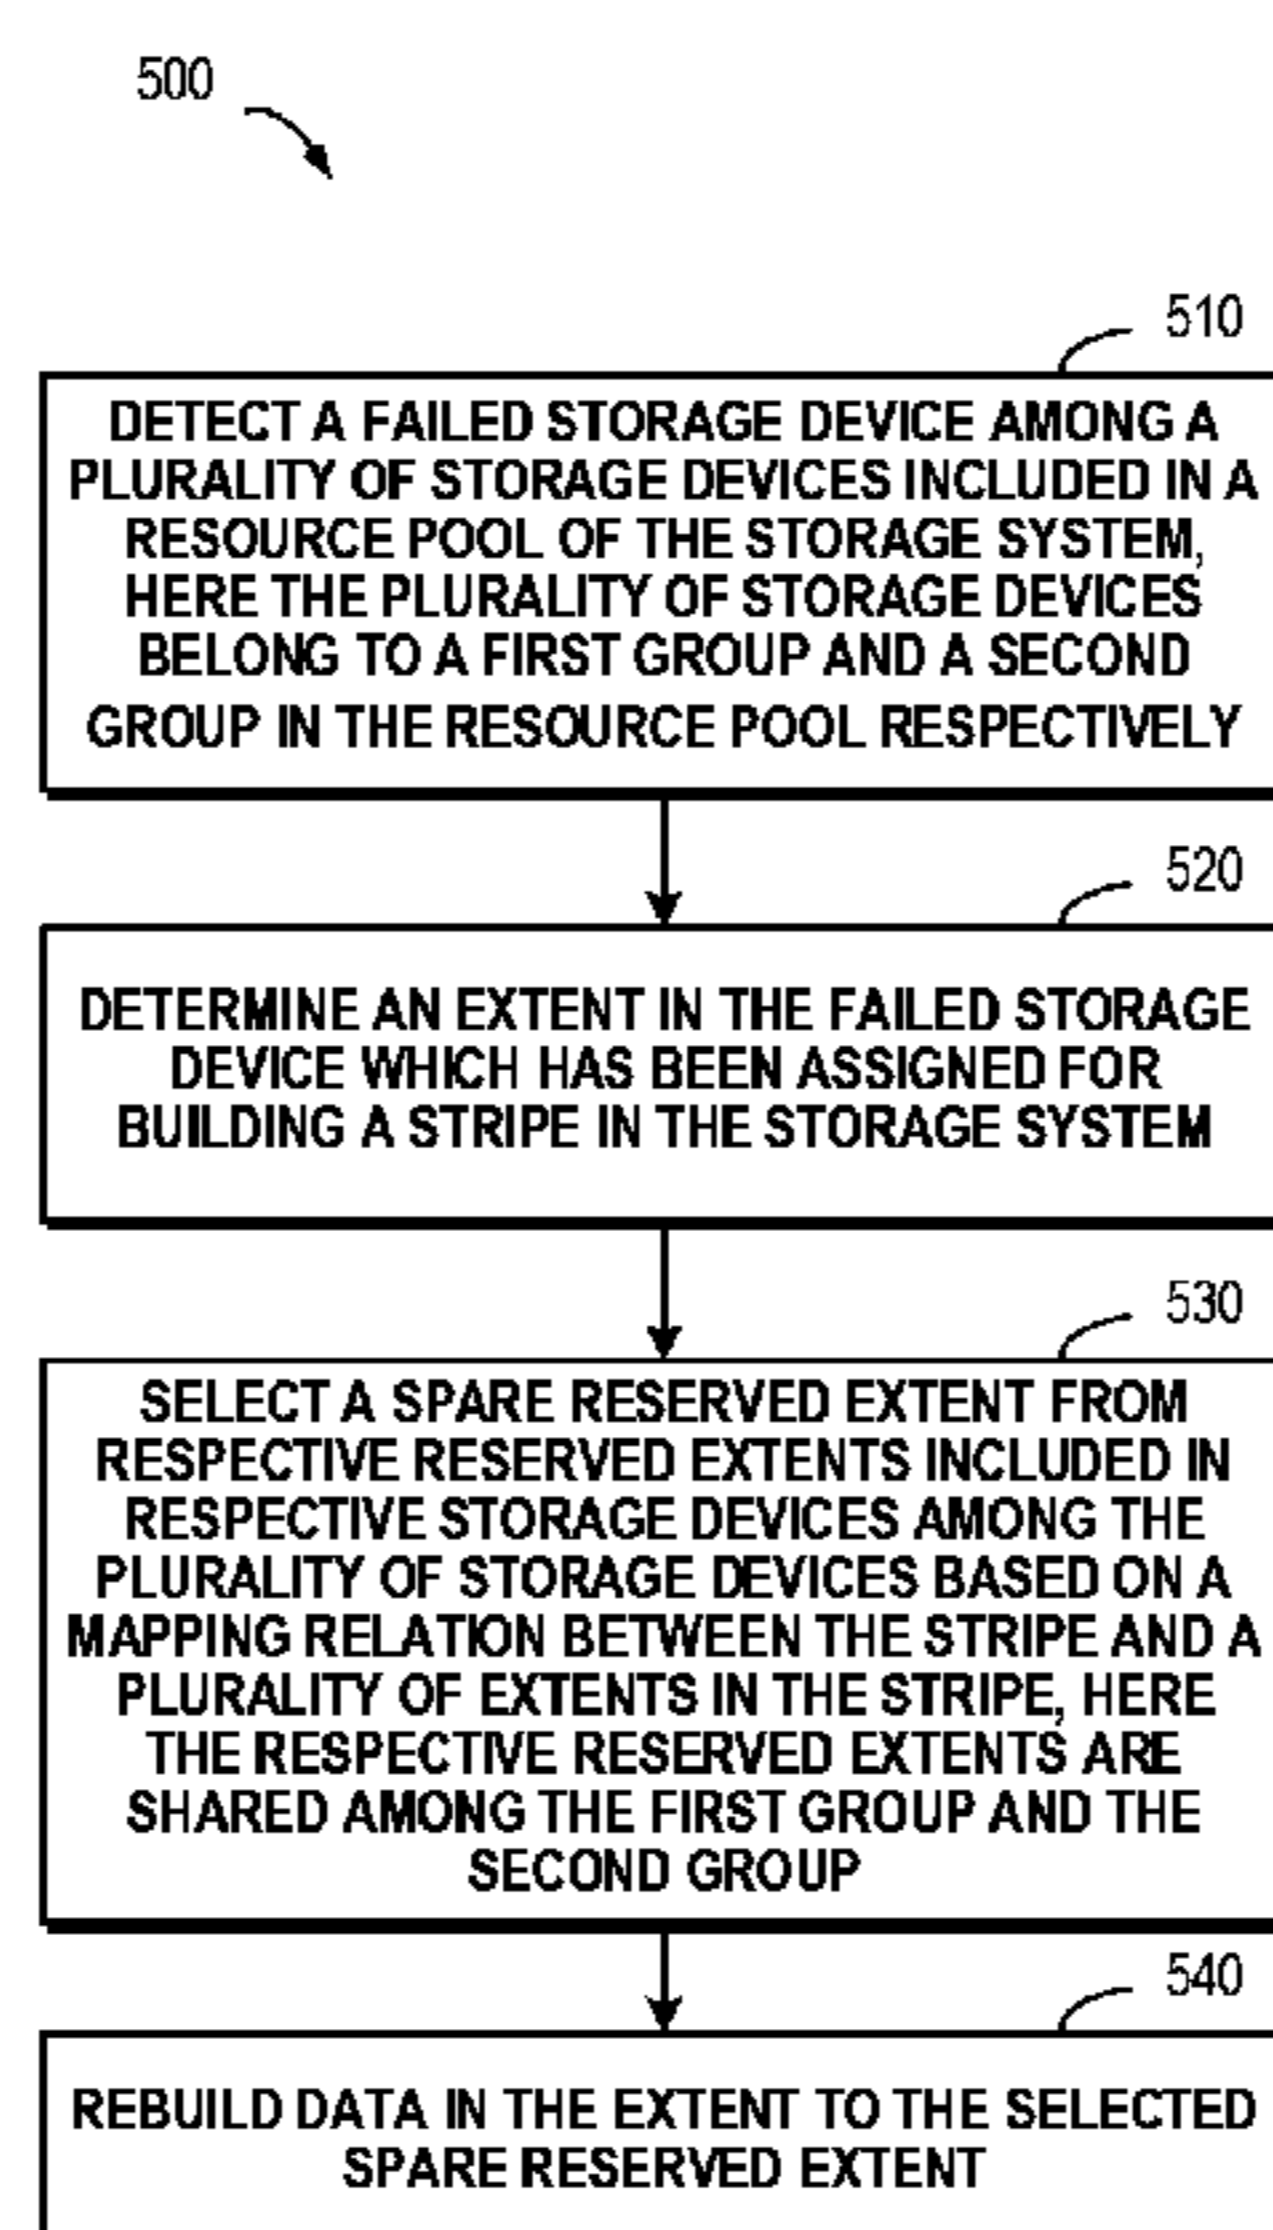 500
510
DETECT A FAILED STORAGE DEVICE AMONG A
PLURALITY OF STORAGE DEVICES INCLUDED IN A
RESOURCE POOL OF THE STORAGE SYSTEM,
HERE THE PLURALITY OF STORAGE DEVICES
BELONG TO A FIRST GROUP AND A SECOND
GROUP IN THE RESOURCE POOL RESPECTIVELY
520
DETERMINE AN EXTENT IN THE FAILED STORAGE
DEVICE WHICH HAS BEEN ASSIGNED FOR
BUILDING A STRIPE IN THE STORAGE SYSTEM
530
SELECT A SPARE RESERVED EXTENT FROM
RESPECTIVE RESERVED EXTENTS INCLUDED IN
RESPECTIVE STORAGE DEVICES AMONG THE
PLURALITY OF STORAGE DEVICES BASED ON A
MAPPING RELATION BETWEEN THE STRIPE AND A
PLURALITY OF EXTENTS IN THE STRIPE, HERE
THE RESPECTIVE RESERVED EXTENTS ARE
SHARED AMONG THE FIRST GROUP AND THE
SECOND GROUP
540
REBUILD DATA IN THE EXTENT TO THE SELECTED
SPARE RESERVED EXTENT